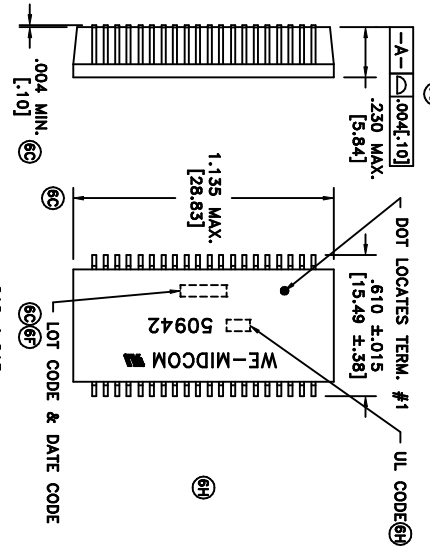 -A- ⌓ .004[.10]
.230 MAX.
[5.84]
.004 MIN.
[.10]
6C
1.135 MAX.
[28.83]
6C
DOT LOCATES TERM. #1
.610 ±.015
[15.49 ±.38]
UL CODE 6H
50942
WE-MIDCOM
LOT CODE & DATE CODE
6C 6F
6H